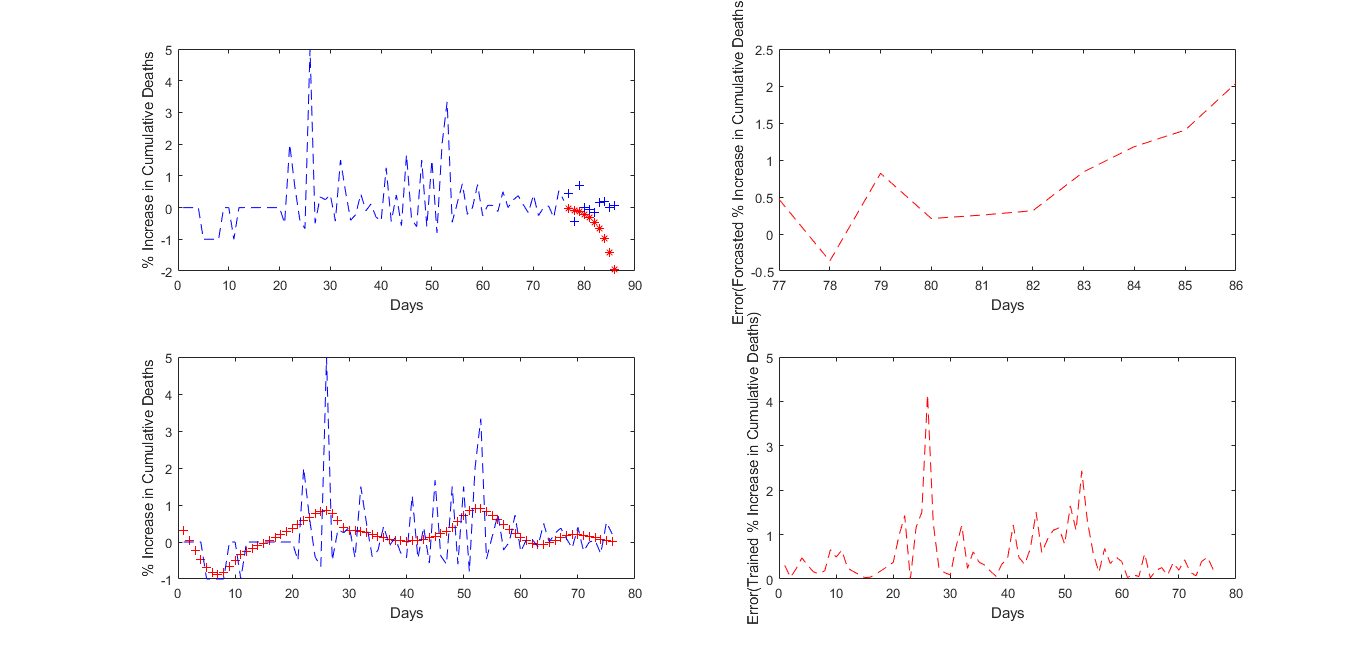 % Increase in Cumulative Deaths
5
4
3
2
1
0
-1
-2
0 10 20 30 40 50 60 70 80 90
Days
Error(Forcasted % Increase in Cumulative Deaths
2.5
2
1.5
1
0.5
0
-0.5
77 78 79 80 81 82 83 84 85 86
Days
% Increase in Cumulative Deaths
5
4
3
2
1
0
-1
0 10 20 30 40 50 60 70 80
Days
Error(Trained % Increase in Cumulative Deaths)
5
4
3
2
1
0
0 10 20 30 40 50 60 70 80
Days